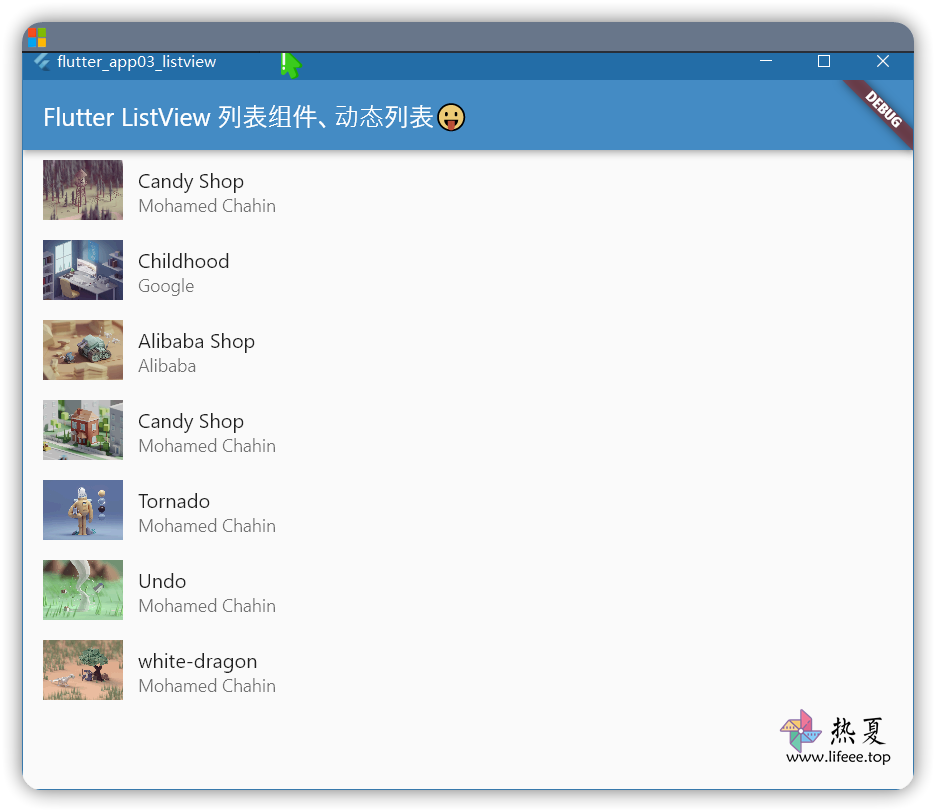 flutter_app03_listview
Flutter ListView 列表组件、动态列表😛
DEBUG
Candy Shop
Mohamed Chahin
Childhood
Google
Alibaba Shop
Alibaba
Candy Shop
Mohamed Chahin
Tornado
Mohamed Chahin
Undo
Mohamed Chahin
white-dragon
Mohamed Chahin
热夏
www.lifeee.top